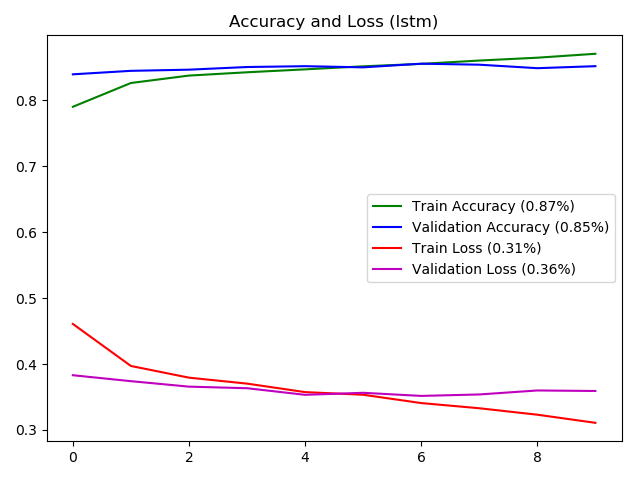 Accuracy and Loss (lstm)
0.8
0.7
0.6
0.5
0.4
0.3
Train Accuracy (0.87%)
Validation Accuracy (0.85%)
Train Loss (0.31%)
Validation Loss (0.36%)
0 2 4 6 8